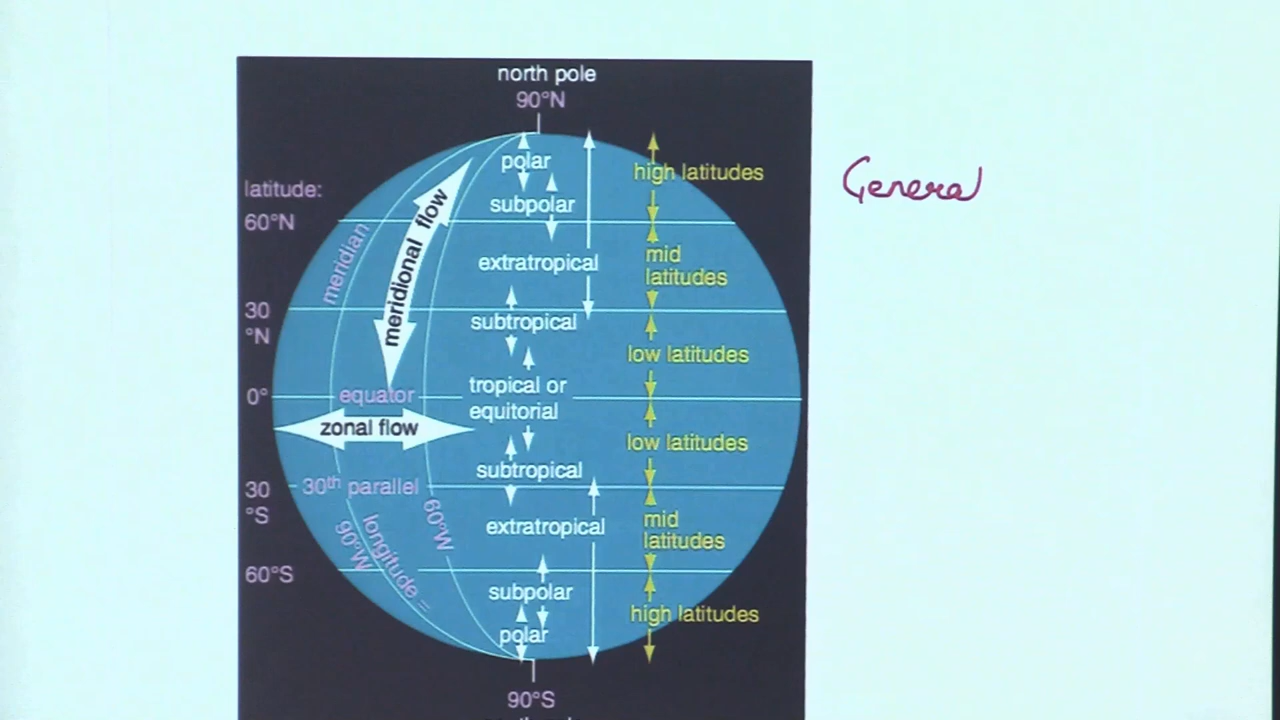 north pole
90°N
polar
high latitudes
General
latitude:
subpolar
60°N
meridian
meridional flow
extratropical
mid
latitudes
30
°N
subtropical
low latitudes
tropical or
equitorial
0°
equator
zonal flow
low latitudes
subtropical
30
°S
30th parallel
60°W
longitude =
90°W
extratropical
mid
latitudes
60°S
subpolar
high latitudes
polar
90°S